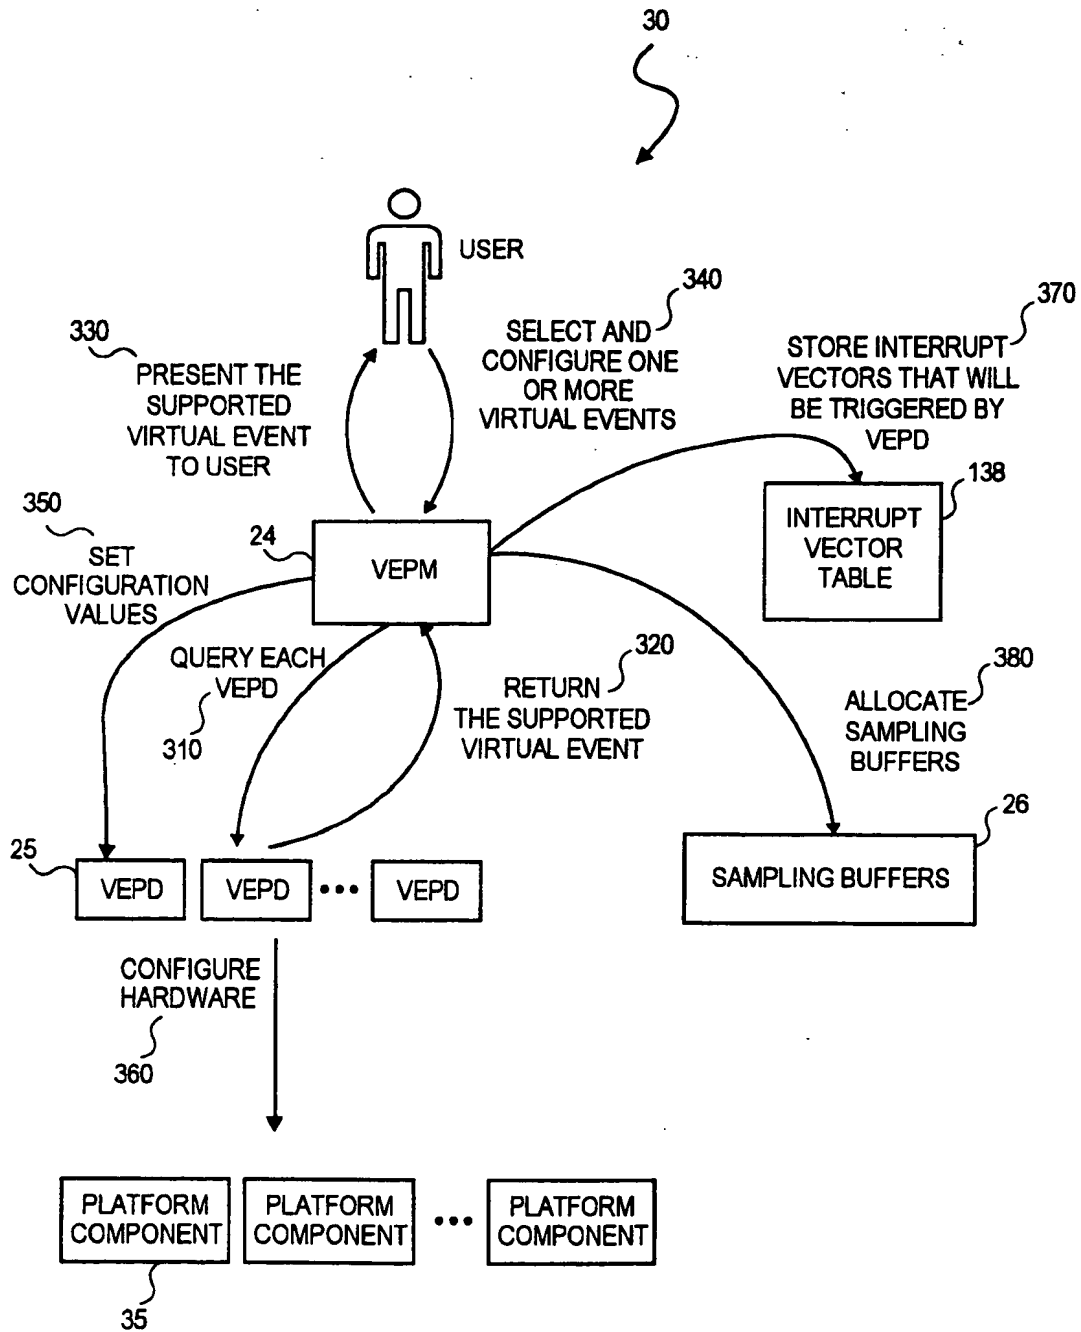 30
USER
340
SELECT AND
CONFIGURE ONE
OR MORE
VIRTUAL EVENTS
330
PRESENT THE
SUPPORTED
VIRTUAL EVENT
TO USER
370
STORE INTERRUPT
VECTORS THAT WILL
BE TRIGGERED BY
VEPD
138
INTERRUPT
VECTOR
TABLE
350
SET
CONFIGURATION
VALUES
24
VEPM
QUERY EACH
VEPD
310
320
RETURN
THE SUPPORTED
VIRTUAL EVENT
380
ALLOCATE
SAMPLING
BUFFERS
25
VEPD
VEPD
•••
VEPD
26
SAMPLING BUFFERS
CONFIGURE
HARDWARE
360
PLATFORM
COMPONENT
PLATFORM
COMPONENT
•••
PLATFORM
COMPONENT
35